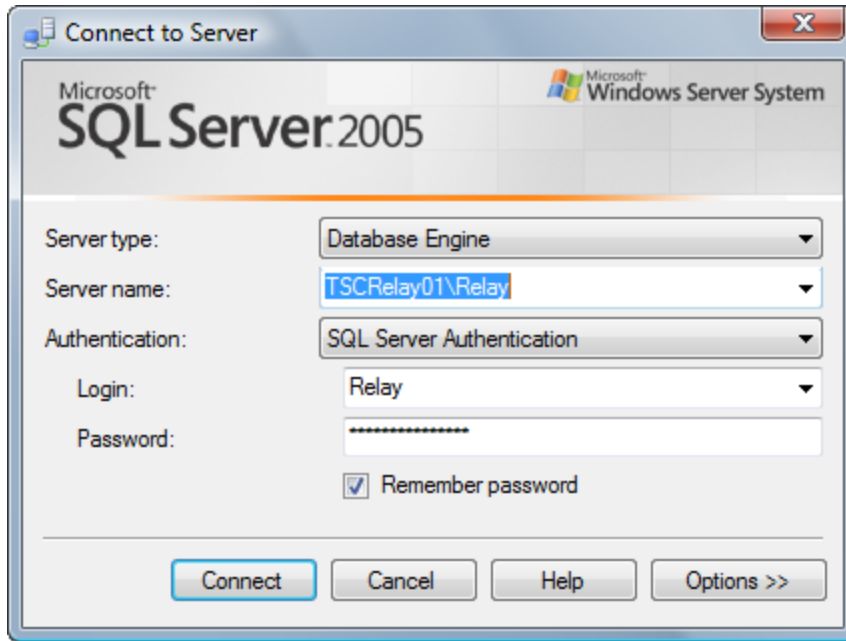 Connect to Server
Microsoft
SQL Server 2005
Microsoft
Windows Server System
Server type: Database Engine
Server name: TSCRelay01\Relay
Authentication: SQL Server Authentication
Login: Relay
Password: ***************
Remember password
Connect Cancel Help Options >>